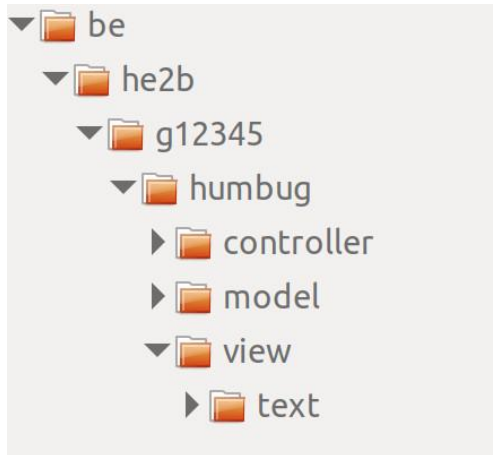 be
he2b
g12345
humbug
controller
model
view
text